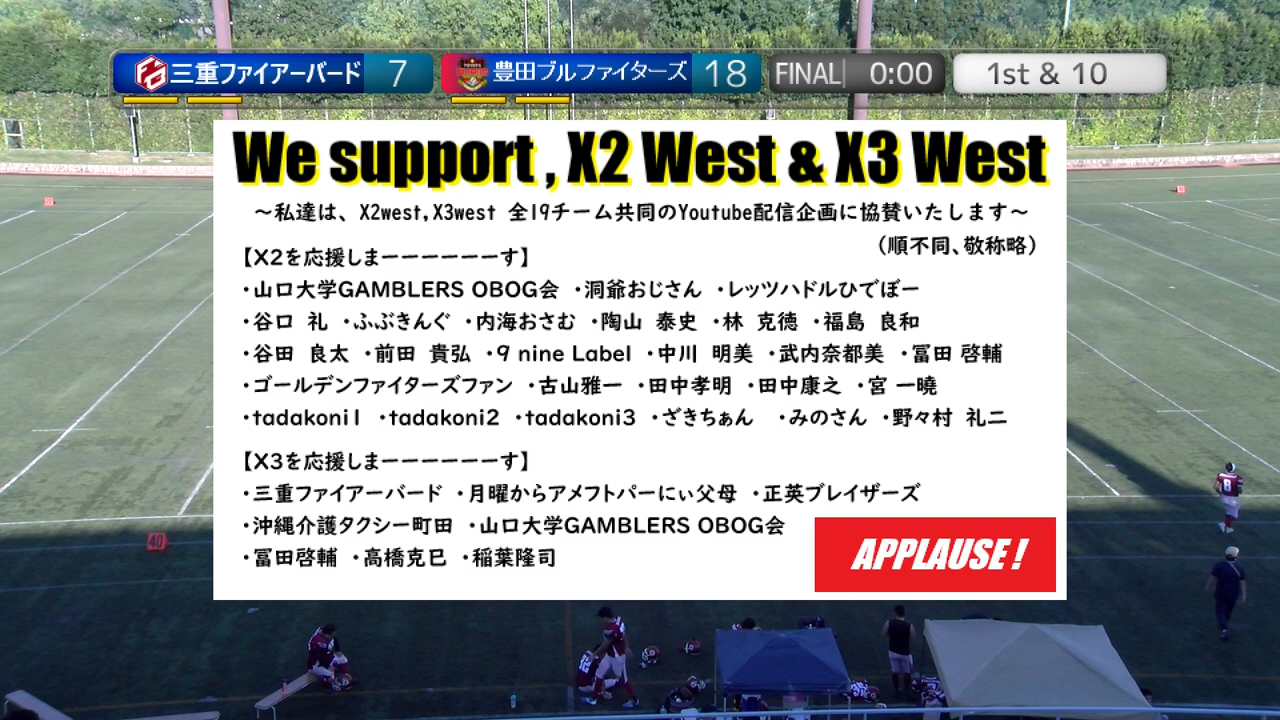 三重ファイアーバード 7 豊田ブルファイターズ 18 FINAL 0:00 1st & 10
We support , X2 West & X3 West
～私達は、X2west,X3west 全19チーム共同のYoutube配信企画に協賛いたします～
(順不同、敬称略)
【X2を応援しまーーーーーーす】
・山口大学GAMBLERS OBOG会 ・洞爺おじさん ・レッツハドルひでぼー
・谷口 礼 ・ふぶきんぐ ・内海おさむ ・陶山 泰史 ・林 克徳 ・福島 良和
・谷田 良太 ・前田 貴弘 ・9 nine Label ・中川 明美 ・武内奈都美 ・冨田 啓輔
・ゴールデンファイターズファン ・古山雅一 ・田中孝明 ・田中康之 ・宮 一暁
・tadakoni1 ・tadakoni2 ・tadakoni3 ・ざきちぁん ・みのさん ・野々村 礼二
【X3を応援しまーーーーーーす】
・三重ファイアーバード ・月曜からアメフトパーにぃ父母 ・正英ブレイザーズ
・沖縄介護タクシー町田 ・山口大学GAMBLERS OBOG会
・冨田啓輔 ・高橋克巳 ・稲葉隆司
APPLAUSE!
40
8